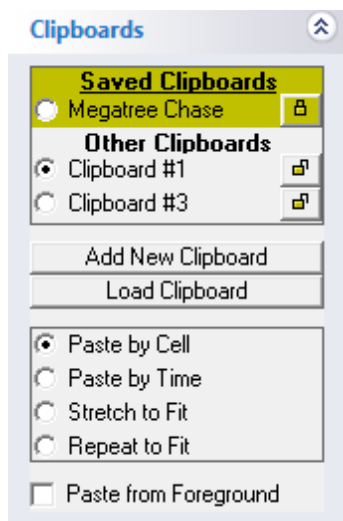 Clipboards
Saved Clipboards
Megatree Chase
Other Clipboards
Clipboard #1
Clipboard #3
Add New Clipboard
Load Clipboard
Paste by Cell
Paste by Time
Stretch to Fit
Repeat to Fit
Paste from Foreground